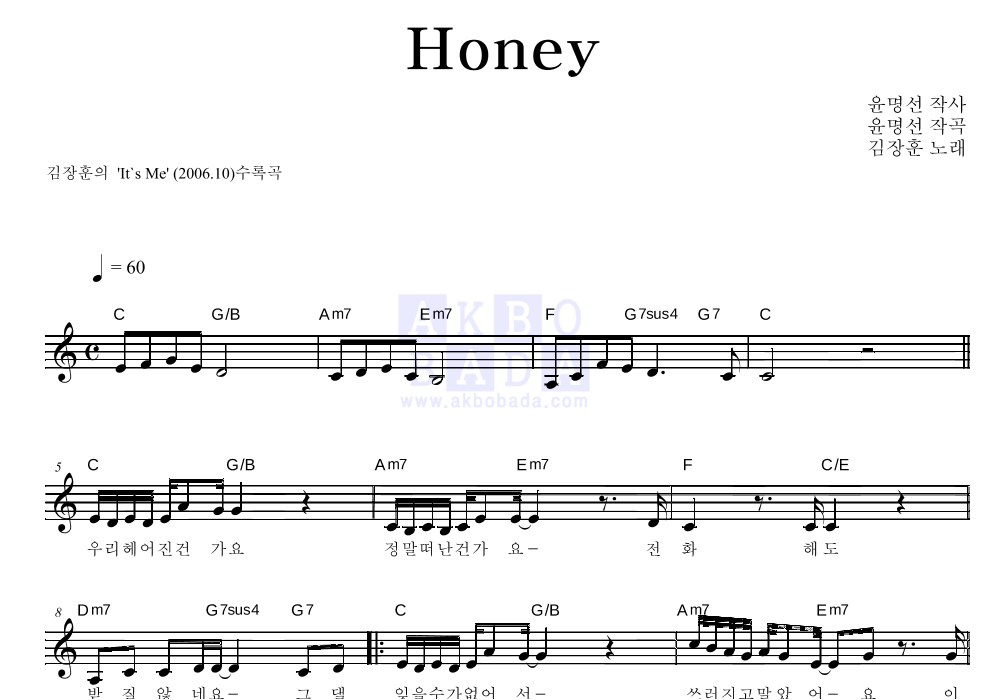 Honey
윤명선 작사
윤명선 작곡
김장훈 노래
김장훈의 'It`s Me' (2006.10)수록곡
= 60
C G/B Am7 Em7 F G7sus4 G7 C
AKBO
BADA
www.akbobada.com
5 C G/B Am7 Em7 F C/E
우리헤어진건 가요 정말떠난건가 요- 전 화 해도
8 Dm7 G7sus4 G7 C G/B Am7 Em7
받 질 않 네요- 그 댈 잊을수가없어 선- 쓰러지고말았 어- 요 이